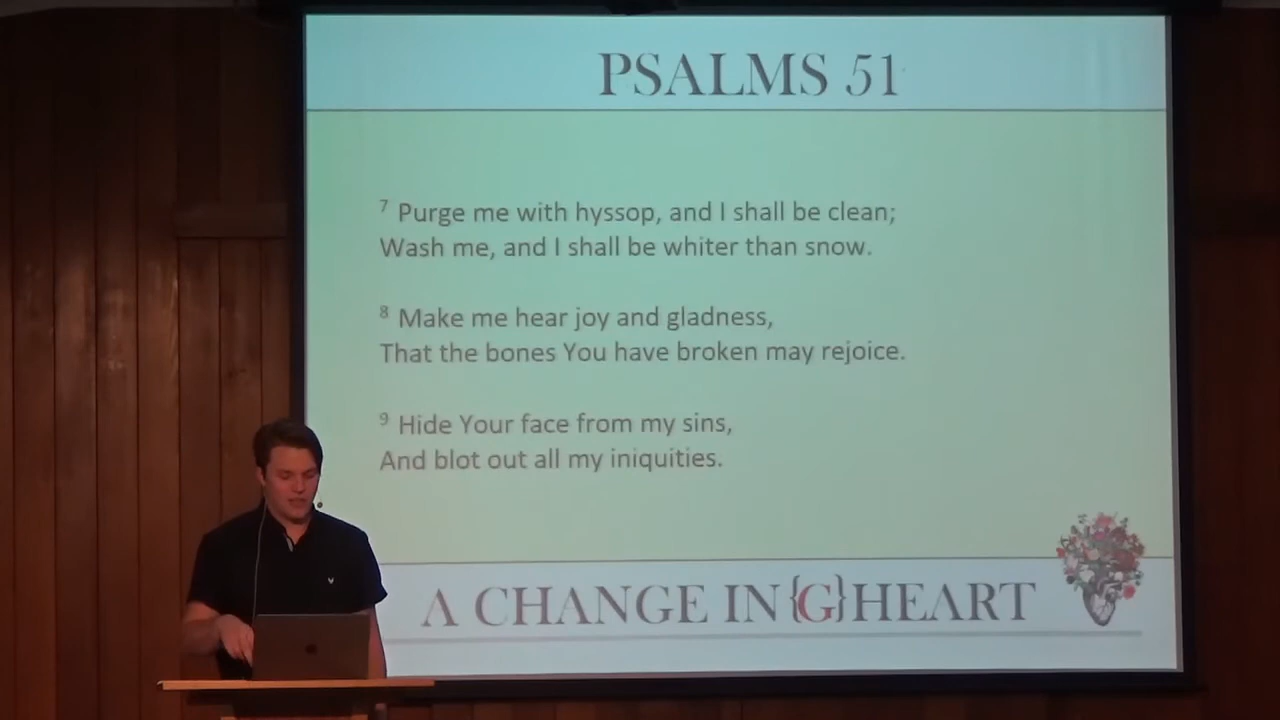 PSALMS 51
7 Purge me with hyssop, and I shall be clean;
Wash me, and I shall be whiter than snow.
8 Make me hear joy and gladness,
That the bones You have broken may rejoice.
9 Hide Your face from my sins,
And blot out all my iniquities.
A CHANGE IN {G} HEART